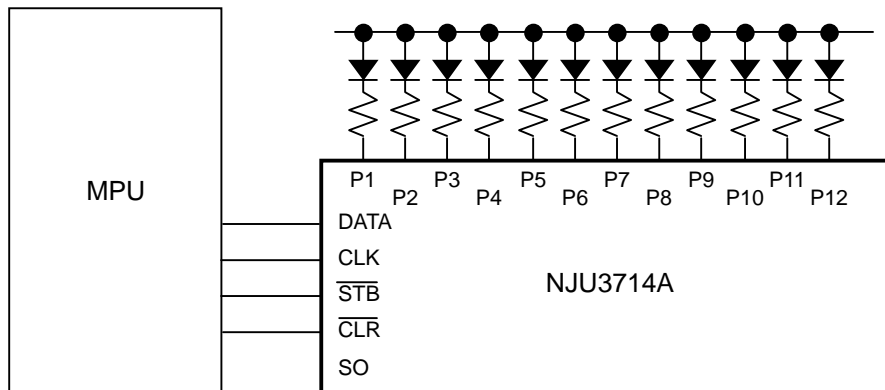 P1 P3 P5 P7 P9 P11
P2 P4 P6 P8 P10 P12
MPU
DATA
CLK
STB
NJU3714A
CLR
SO